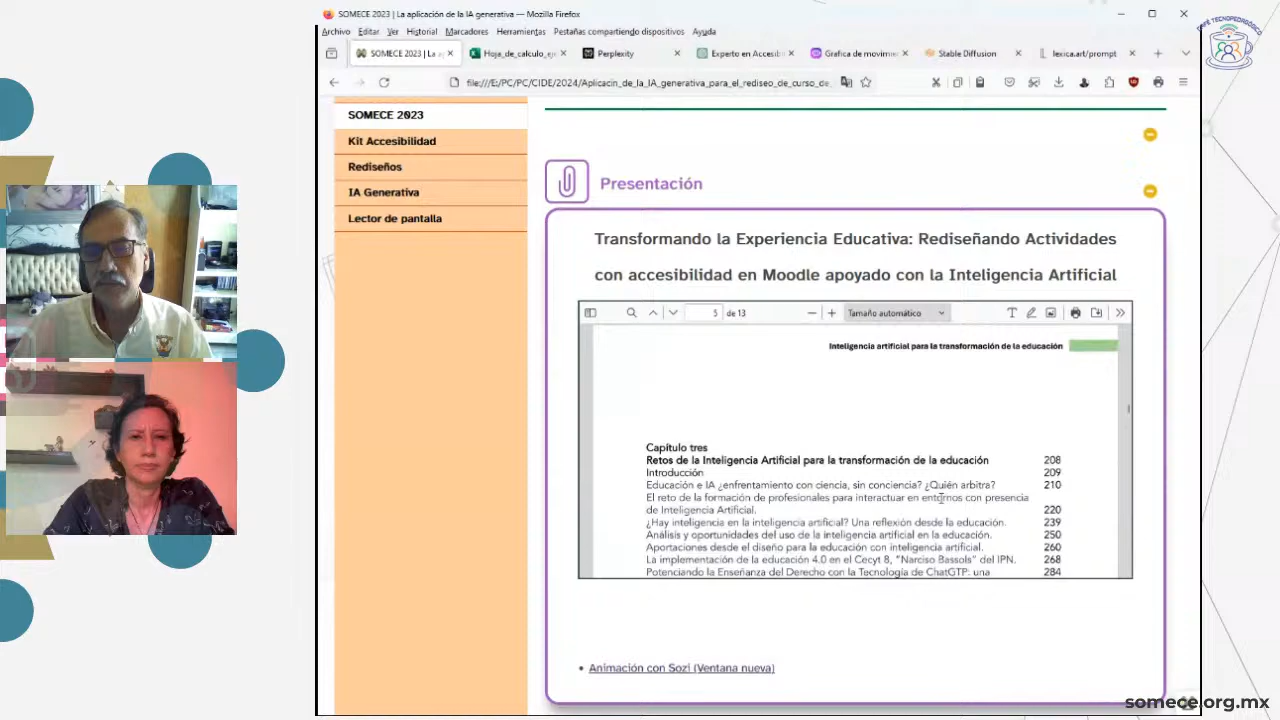 SOMECE 2023 | La aplicación de la IA generativa — Mozilla Firefox
Archivo Editar Ver Historial Marcadores Herramientas Pestañas compartiendo dispositivos Ayuda
SOMECE 2023 | La a
Hoja_de_calculo_eje
Perplexity
Experto en Accesibi
Grafica de movimie
Stable Diffusion
lexica.art/prompt
file:///E:/PC/PC/CIDE/2024/Aplicacin_de_la_IA_generativa_para_el_rediseo_de_curso_de_
CAFÉ TECNOPEDAGÓGICO
SOMECE 2023
Kit Accesibilidad
Rediseños
IA Generativa
Lector de pantalla
Presentación
Transformando la Experiencia Educativa: Rediseñando Actividades
con accesibilidad en Moodle apoyado con la Inteligencia Artificial
5 de 13
Tamaño automático
Inteligencia artificial para la transformación de la educación
Capítulo tres
Retos de la Inteligencia Artificial para la transformación de la educación 208
Introducción 209
Educación e IA ¿enfrentamiento con ciencia, sin conciencia? ¿Quién arbitra? 210
El reto de la formación de profesionales para interactuar en entornos con presencia
de Inteligencia Artificial. 220
¿Hay inteligencia en la inteligencia artificial? Una reflexión desde la educación. 239
Análisis y oportunidades del uso de la inteligencia artificial en la educación. 250
Aportaciones desde el diseño para la educación con inteligencia artificial. 260
La implementación de la educación 4.0 en el Cecyt 8, "Narciso Bassols" del IPN. 268
Potenciando la Enseñanza del Derecho con la Tecnología de ChatGTP: una 284
Animación con Sozi (Ventana nueva)
somece.org.mx